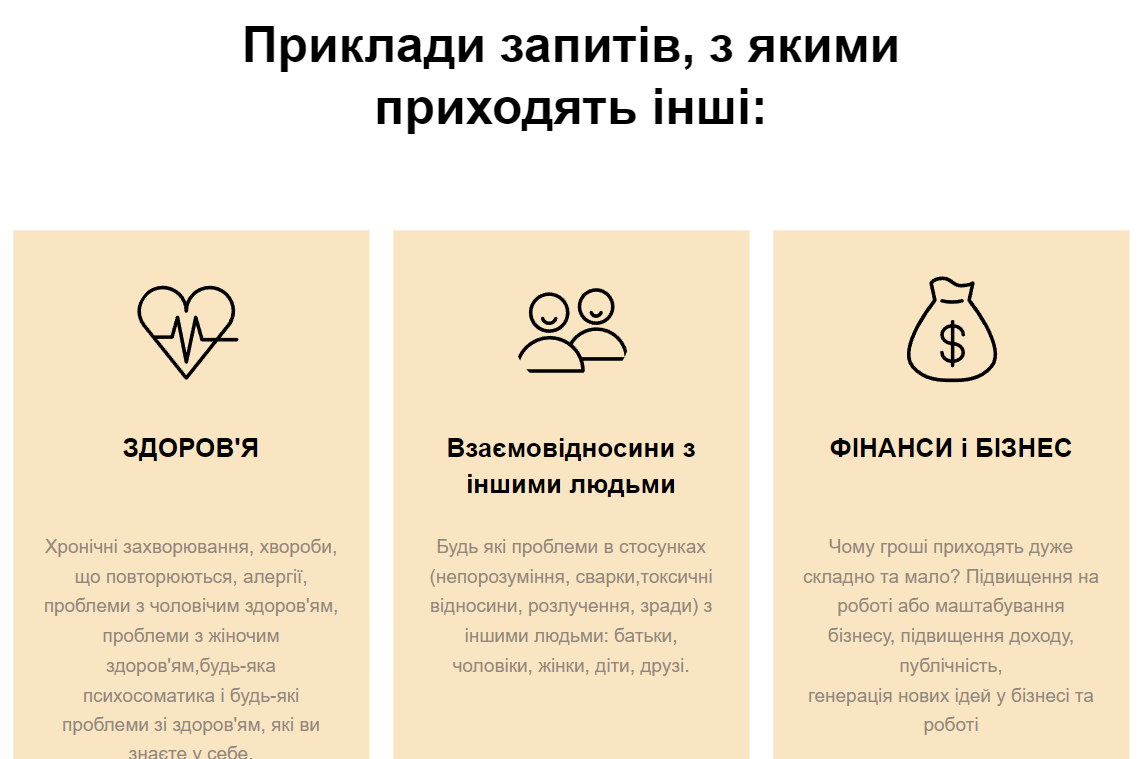 Приклади запитів, з якими
приходять інші:
ЗДОРОВ'Я
Хронічні захворювання, хвороби,
що повторюються, алергії,
проблеми з чоловічим здоров'ям,
проблеми з жіночим
здоров'ям,будь-яка
психосоматика і будь-які
проблеми зі здоров'ям, які ви
знаєте у себе.
Взаємовідносини з
іншими людьми
Будь які проблеми в стосунках
(непорозуміння, сварки,токсичні
відносини, розлучення, зради) з
іншими людьми: батьки,
чоловіки, жінки, діти, друзі.
$
ФІНАНСИ і БІЗНЕС
Чому гроші приходять дуже
складно та мало? Підвищення на
роботі або маштабування
бізнесу, підвищення доходу,
публічність,
генерація нових ідей у бізнесі та
роботі